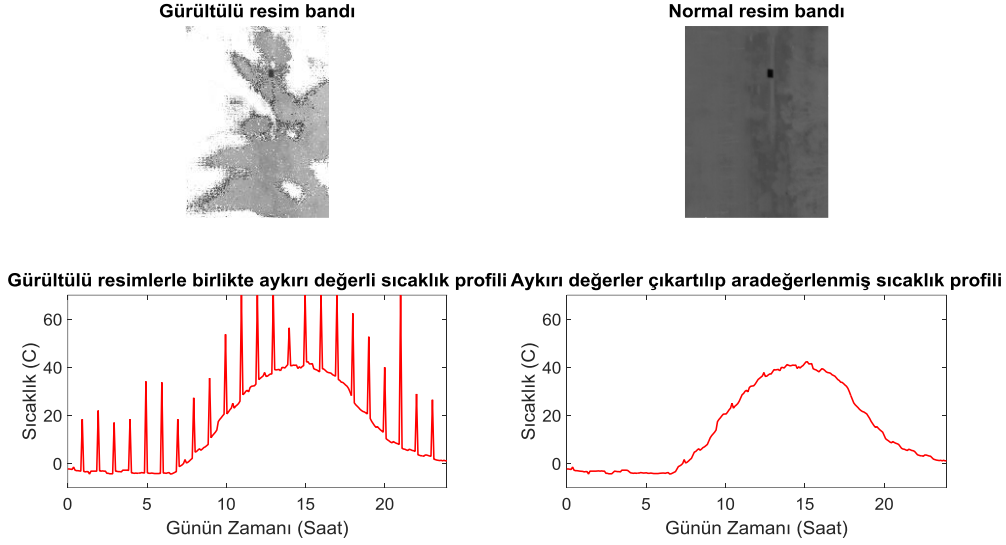 Gürültülü resim bandı
Normal resim bandı
Gürültülü resimlerle birlikte aykırı değerli sıcaklık profili
Aykırı değerler çıkartılıp aradeğerlenmiş sıcaklık profili
60
40
20
0
Sıcaklık (C)
0
5
10
15
20
Günün Zamanı (Saat)
60
40
20
0
Sıcaklık (C)
0
5
10
15
20
Günün Zamanı (Saat)